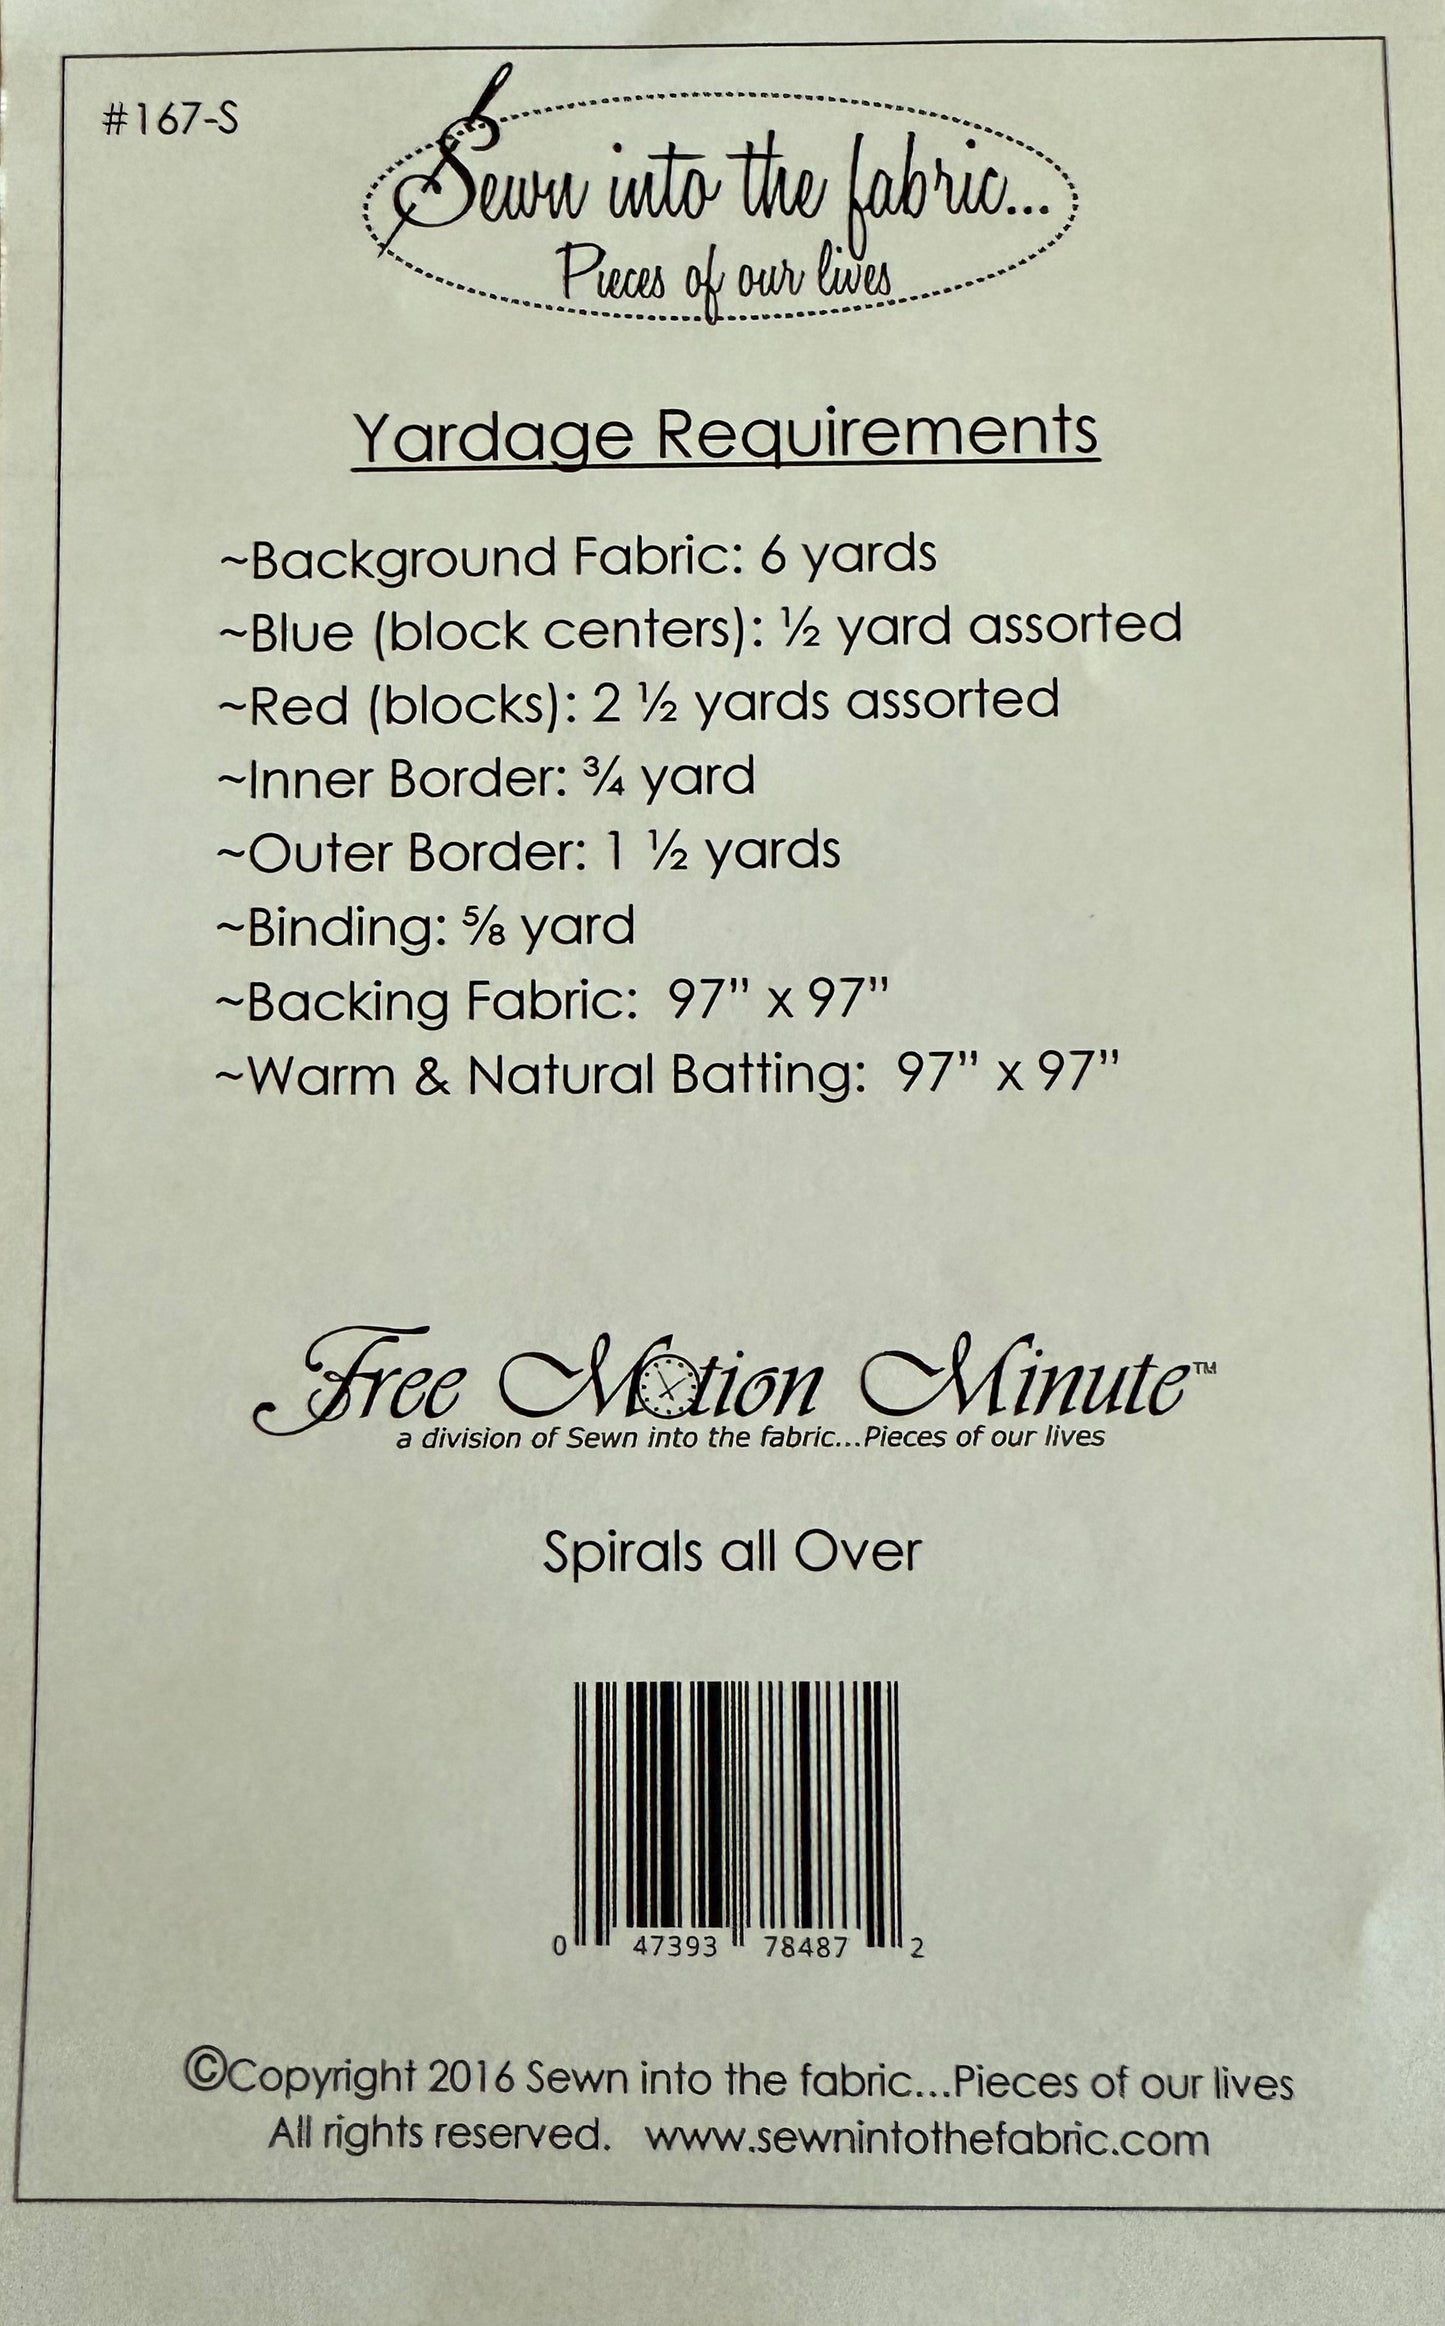 #167-S
Sewn into the fabric...
Pieces of our lives
Yardage Requirements
~Background Fabric: 6 yards
~Blue (block centers): ½ yard assorted
~Red (blocks): 2 ½ yards assorted
~Inner Border: ¾ yard
~Outer Border: 1 ½ yards
~Binding: ⅝ yard
~Backing Fabric: 97" x 97"
~Warm & Natural Batting: 97" x 97"
Free Motion Minute™
a division of Sewn into the fabric...Pieces of our lives
Spirals all Over
0 47393 78487 2
©Copyright 2016 Sewn into the fabric...Pieces of our lives
All rights reserved. www.sewnintothefabric.com